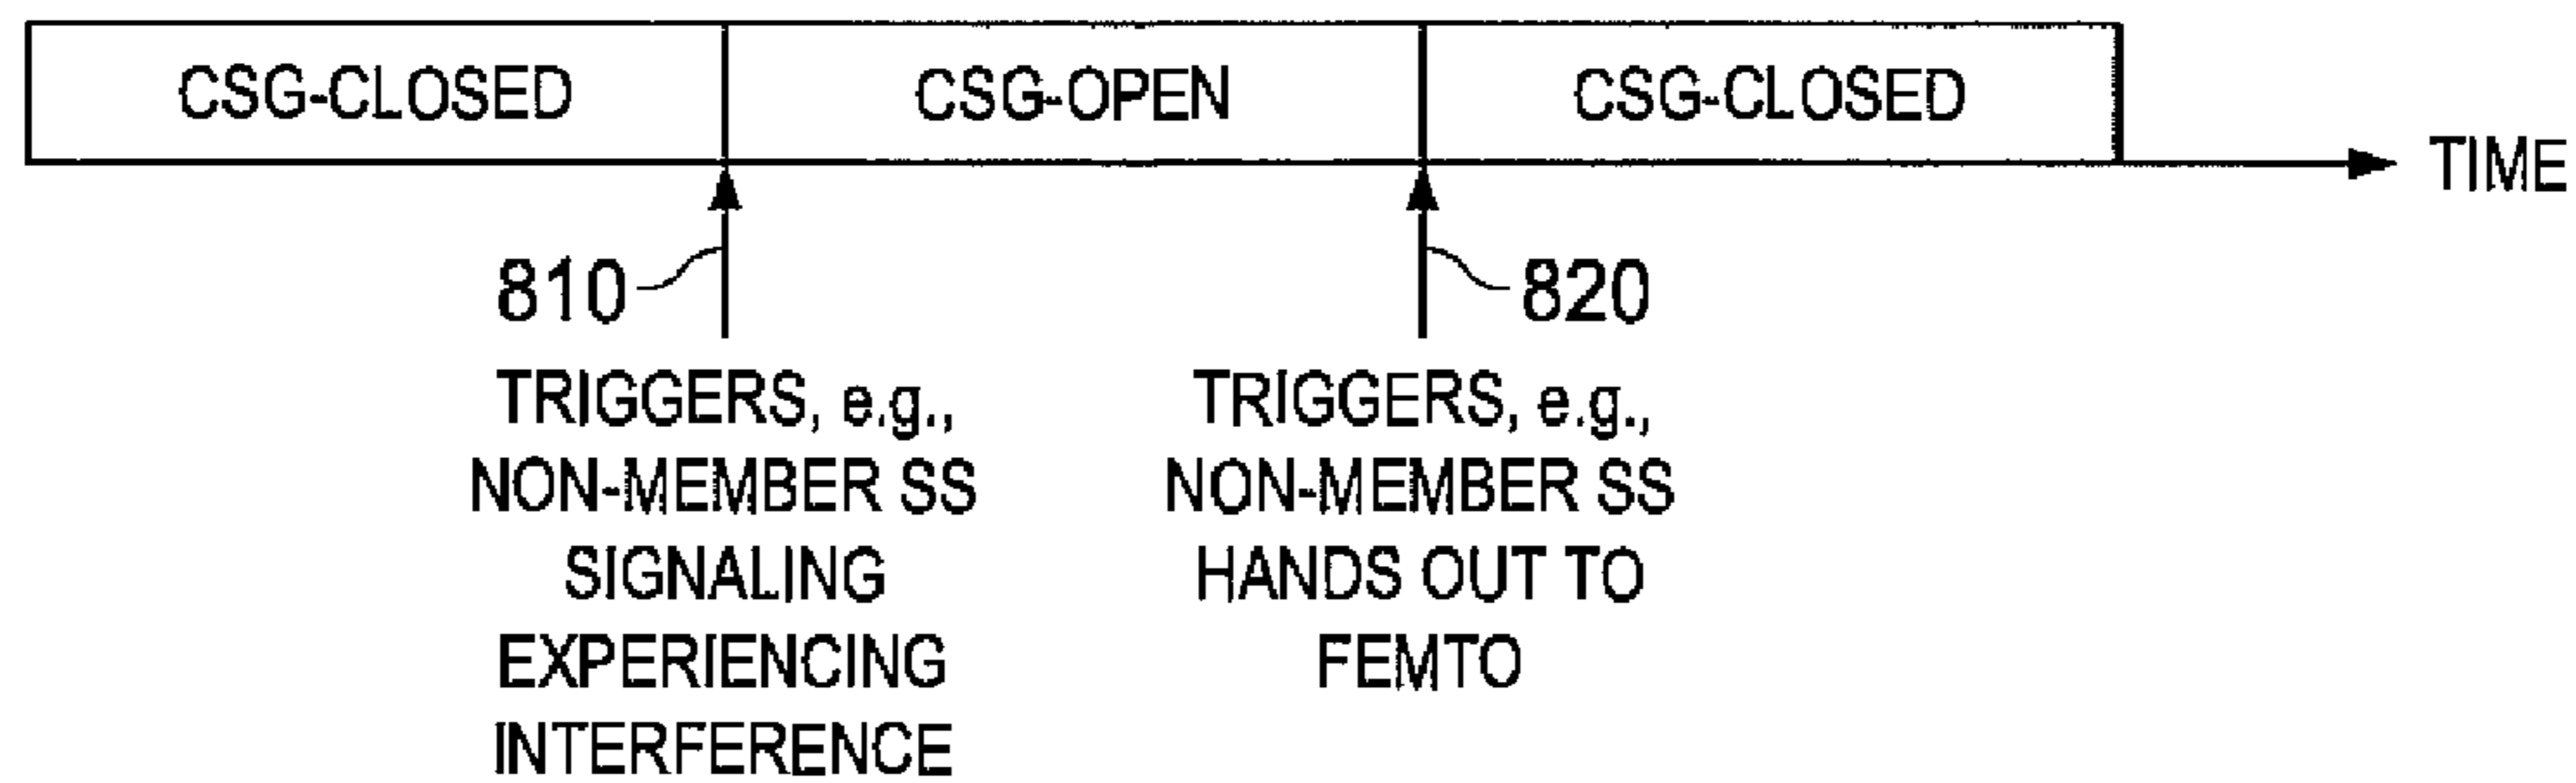 CSG-CLOSED
CSG-OPEN
CSG-CLOSED
TIME
810
TRIGGERS, e.g.,
NON-MEMBER SS
SIGNALING
EXPERIENCING
INTERFERENCE
820
TRIGGERS, e.g.,
NON-MEMBER SS
HANDS OUT TO
FEMTO